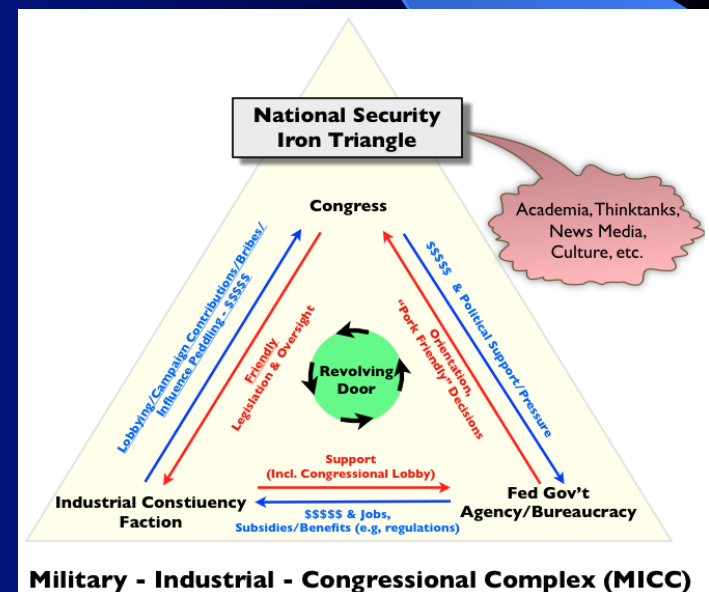 National Security
Iron Triangle
Academia, Thinktanks,
News Media,
Culture, etc.
Congress
Lobbying/Campaign Contributions/Bribes/
Influence Peddling - $$$$$
Friendly
Legislation & Oversight
Revolving
Door
$$$$$ & Political Support/Pressure
Orientation,
"Pork Friendly" Decisions
Support
(Incl. Congressional Lobby)
Industrial Constiuency
Faction
$$$$$ & Jobs,
Subsidies/Benefits (e.g, regulations)
Fed Gov't
Agency/Bureaucracy
Military - Industrial - Congressional Complex (MICC)